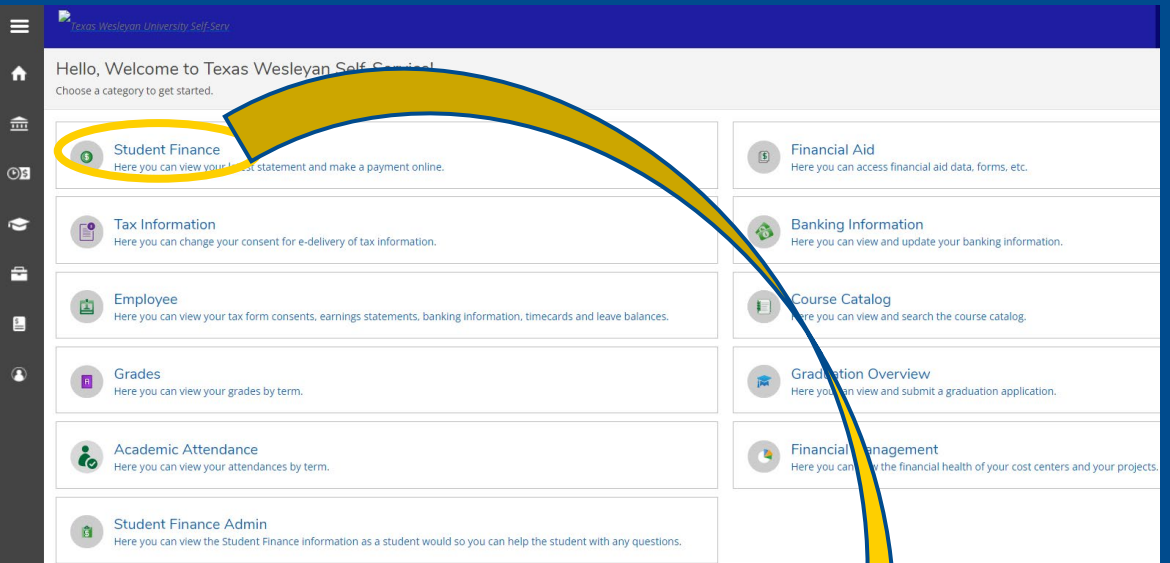 Texas Wesleyan University Self-Serv
Hello, Welcome to Texas Wesleyan Self-Service!
Choose a category to get started.
Student Finance
Here you can view your latest statement and make a payment online.
Financial Aid
Here you can access financial aid data, forms, etc.
Tax Information
Here you can change your consent for e-delivery of tax information.
Banking Information
Here you can view and update your banking information.
Employee
Here you can view your tax form consents, earnings statements, banking information, timecards and leave balances.
Course Catalog
Here you can view and search the course catalog.
Grades
Here you can view your grades by term.
Graduation Overview
Here you can view and submit a graduation application.
Academic Attendance
Here you can view your attendances by term.
Financial Management
Here you can view the financial health of your cost centers and your projects.
Student Finance Admin
Here you can view the Student Finance information as a student would so you can help the student with any questions.